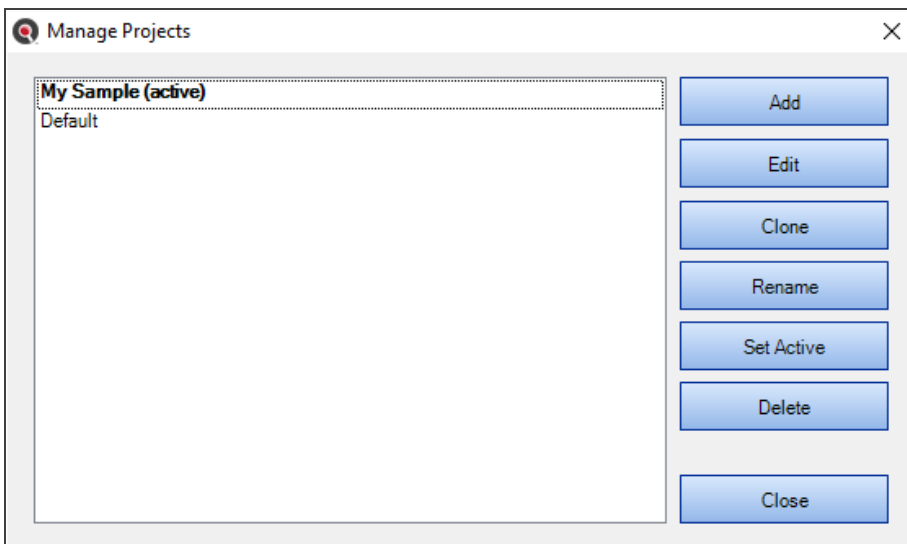 Manage Projects
My Sample (active)
Default
Add
Edit
Clone
Rename
Set Active
Delete
Close